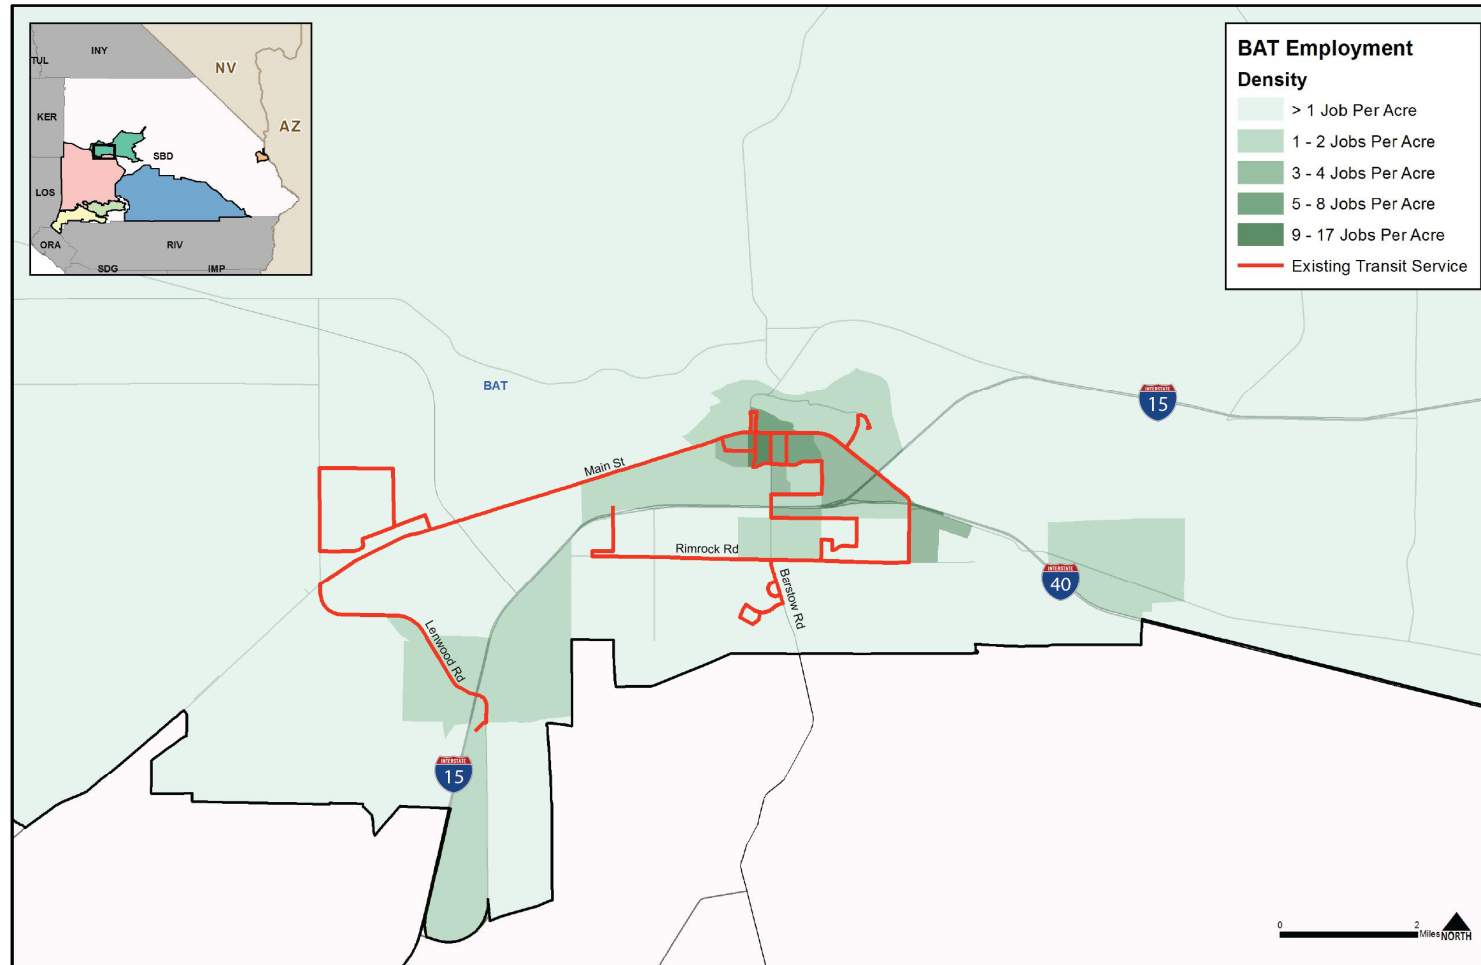 INY
TUL
NV
KER
AZ
SBD
LOS
ORA
RIV
SDG
IMP
BAT Employment
Density
> 1 Job Per Acre
1 - 2 Jobs Per Acre
3 - 4 Jobs Per Acre
5 - 8 Jobs Per Acre
9 - 17 Jobs Per Acre
Existing Transit Service
BAT
INTERSTATE
15
Main St
Rimrock Rd
INTERSTATE
40
Barstow Rd
Lenwood Rd
INTERSTATE
15
0
2
Miles
NORTH